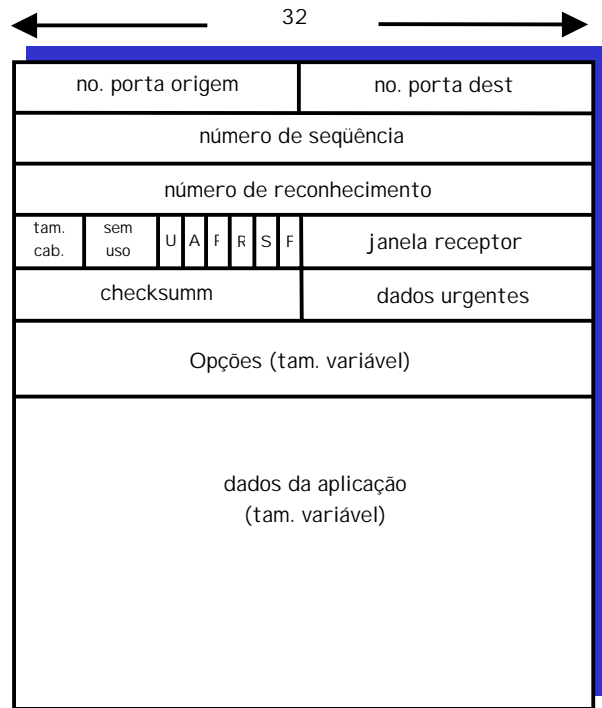 32
no. porta origem
no. porta dest
número de seqüência
número de reconhecimento
tam.
cab.
sem
uso
U
A
R
S
F
janela receptor
checksumm
dados urgentes
Opções (tam. variável)
dados da aplicação
(tam. variável)